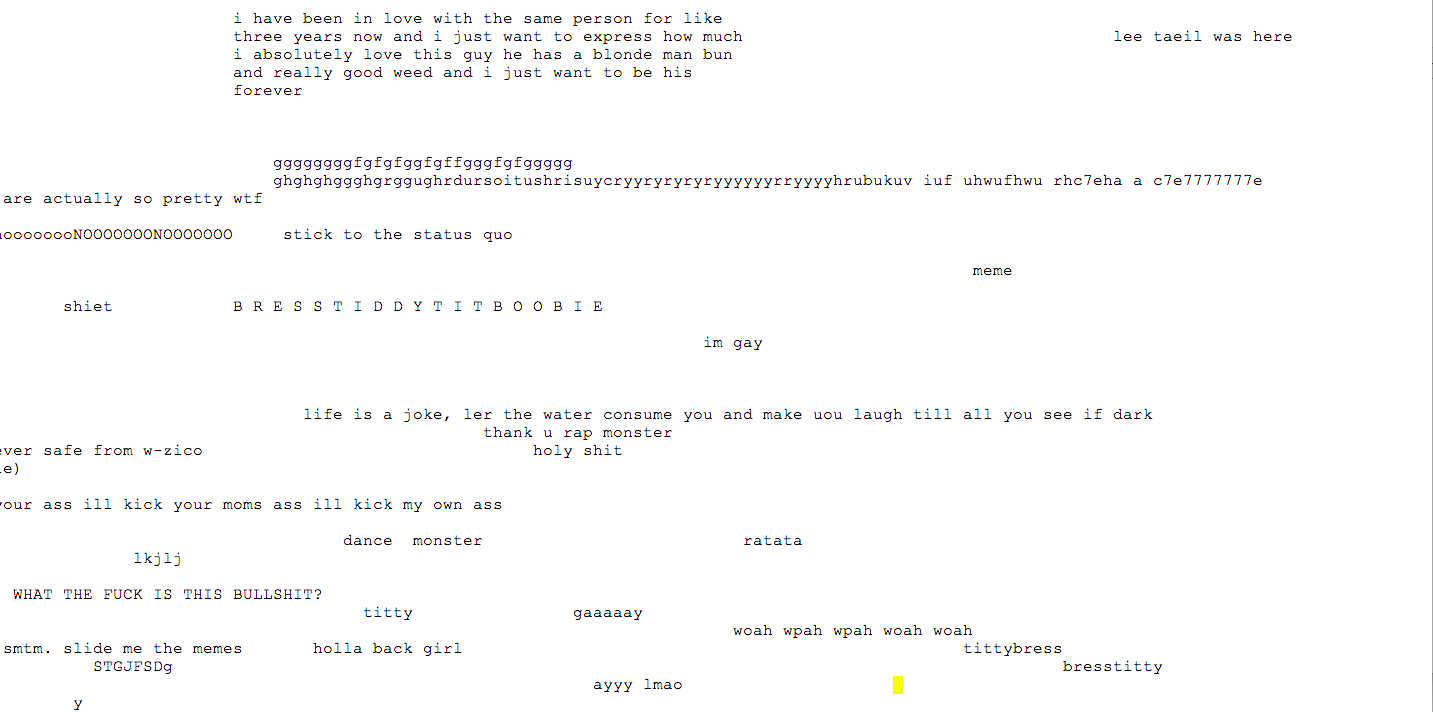 i have been in love with the same person for like
three years now and i just want to express how much lee taeil was here
i absolutely love this guy he has a blonde man bun
and really good weed and i just want to be his
forever
ggggggggfgfgfggfgffgggfgfggggg
ghghghggghgrggughrdursoitushrisuycryyryryryryyyyyyrryyyyhrubukuv iuf uhwufhwu rhc7eha a c7e7777777e
are actually so pretty wtf
noooooooNOOOOOOONOOOOOOO stick to the status quo
meme
shiet B R E S S T I D D Y T I T B O O B I E
im gay
life is a joke, ler the water consume you and make uou laugh till all you see if dark
thank u rap monster
ever safe from w-zico holy shit
le)
your ass ill kick your moms ass ill kick my own ass
dance monster ratata
lkjlj
WHAT THE FUCK IS THIS BULLSHIT?
titty gaaaaay
woah wpah wpah woah woah
smtm. slide me the memes holla back girl tittybress
STGJFSDg bresstitty
ayyy lmao
y